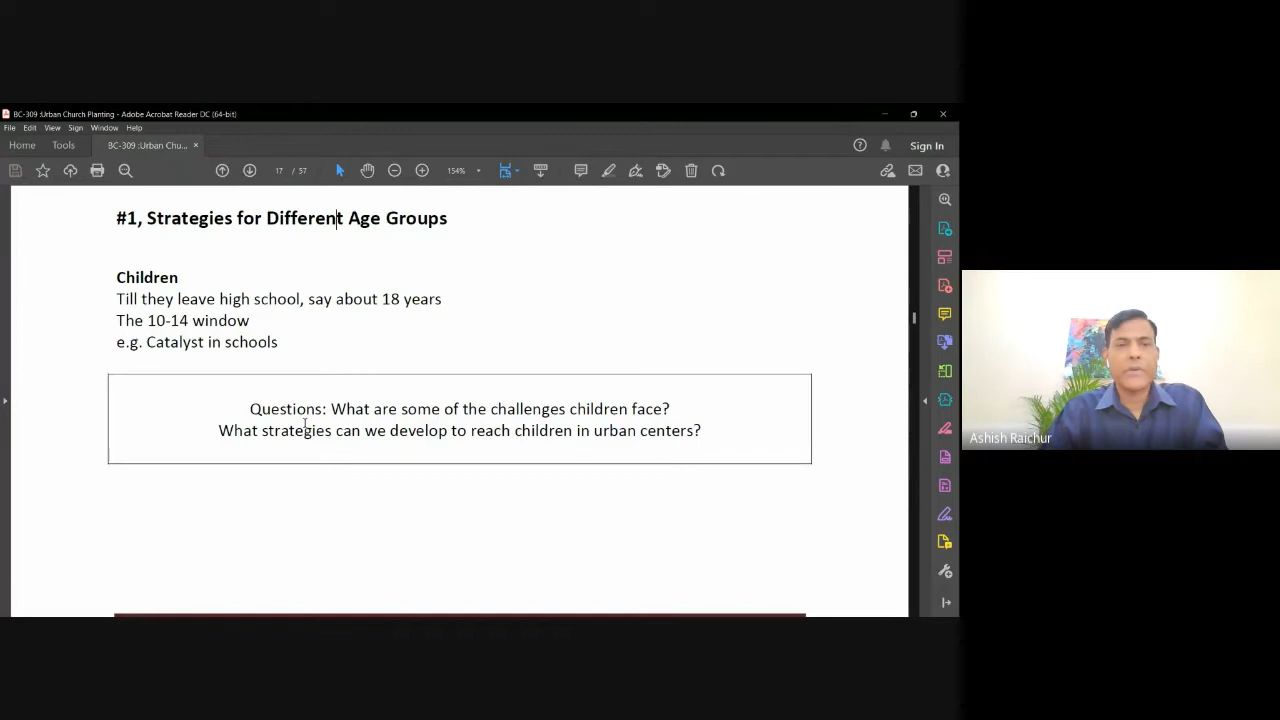 BC-309 :Urban Church Planting - Adobe Acrobat Reader DC (64-bit)
File Edit View Sign Window Help
Home Tools BC-309 :Urban Chu... × Sign In
17 / 57 154%
#1, Strategies for Different Age Groups
Children
Till they leave high school, say about 18 years
The 10-14 window
e.g. Catalyst in schools
Questions: What are some of the challenges children face?
What strategies can we develop to reach children in urban centers?
Ashish Raichur